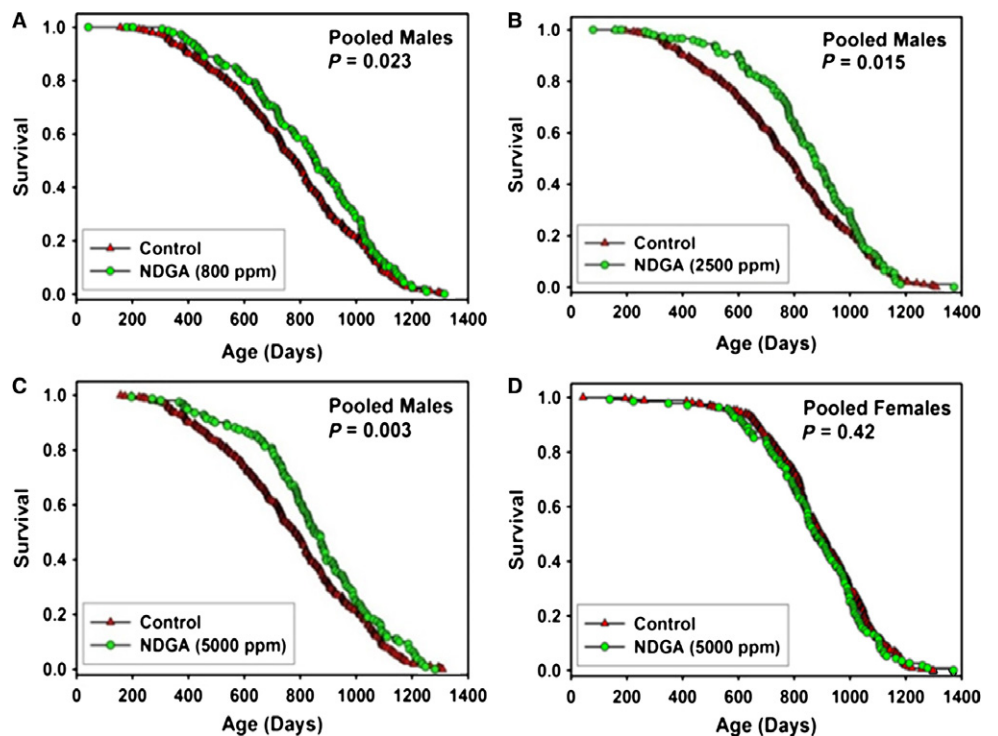 A
Pooled Males
P = 0.023
Survival
1.0
0.8
0.6
0.4
0.2
0.0
Control
NDGA (800 ppm)
0 200 400 600 800 1000 1200 1400
Age (Days)
B
Pooled Males
P = 0.015
Survival
1.0
0.8
0.6
0.4
0.2
0.0
Control
NDGA (2500 ppm)
0 200 400 600 800 1000 1200 1400
Age (Days)
C
Pooled Males
P = 0.003
Survival
1.0
0.8
0.6
0.4
0.2
0.0
Control
NDGA (5000 ppm)
0 200 400 600 800 1000 1200 1400
Age (Days)
D
Pooled Females
P = 0.42
Survival
1.0
0.8
0.6
0.4
0.2
0.0
Control
NDGA (5000 ppm)
0 200 400 600 800 1000 1200 1400
Age (Days)